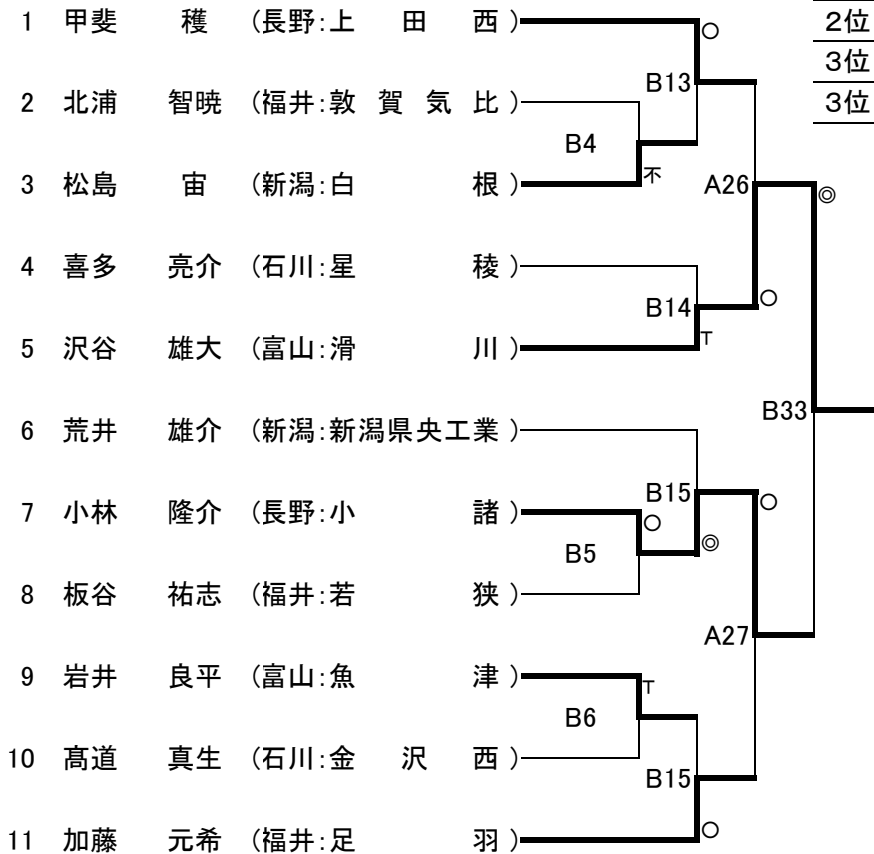 1 甲斐 穫 (長野:上田西) ○ 2位
B13 3位
2 北浦 智暁 (福井:敦賀気比) 3位
B4
3 松島 宙 (新潟:白根) 不 A26 ◎
4 喜多 亮介 (石川:星稜)
B14 ○
5 沢谷 雄大 (富山:滑川) T
B33
6 荒井 雄介 (新潟:新潟県央工業)
B15 ○
7 小林 隆介 (長野:小諸) ○
B5 ◎
8 板谷 祐志 (福井:若狭)
A27
9 岩井 良平 (富山:魚津) T
B6
10 髙道 真生 (石川:金沢西)
B15
11 加藤 元希 (福井:足羽) ○